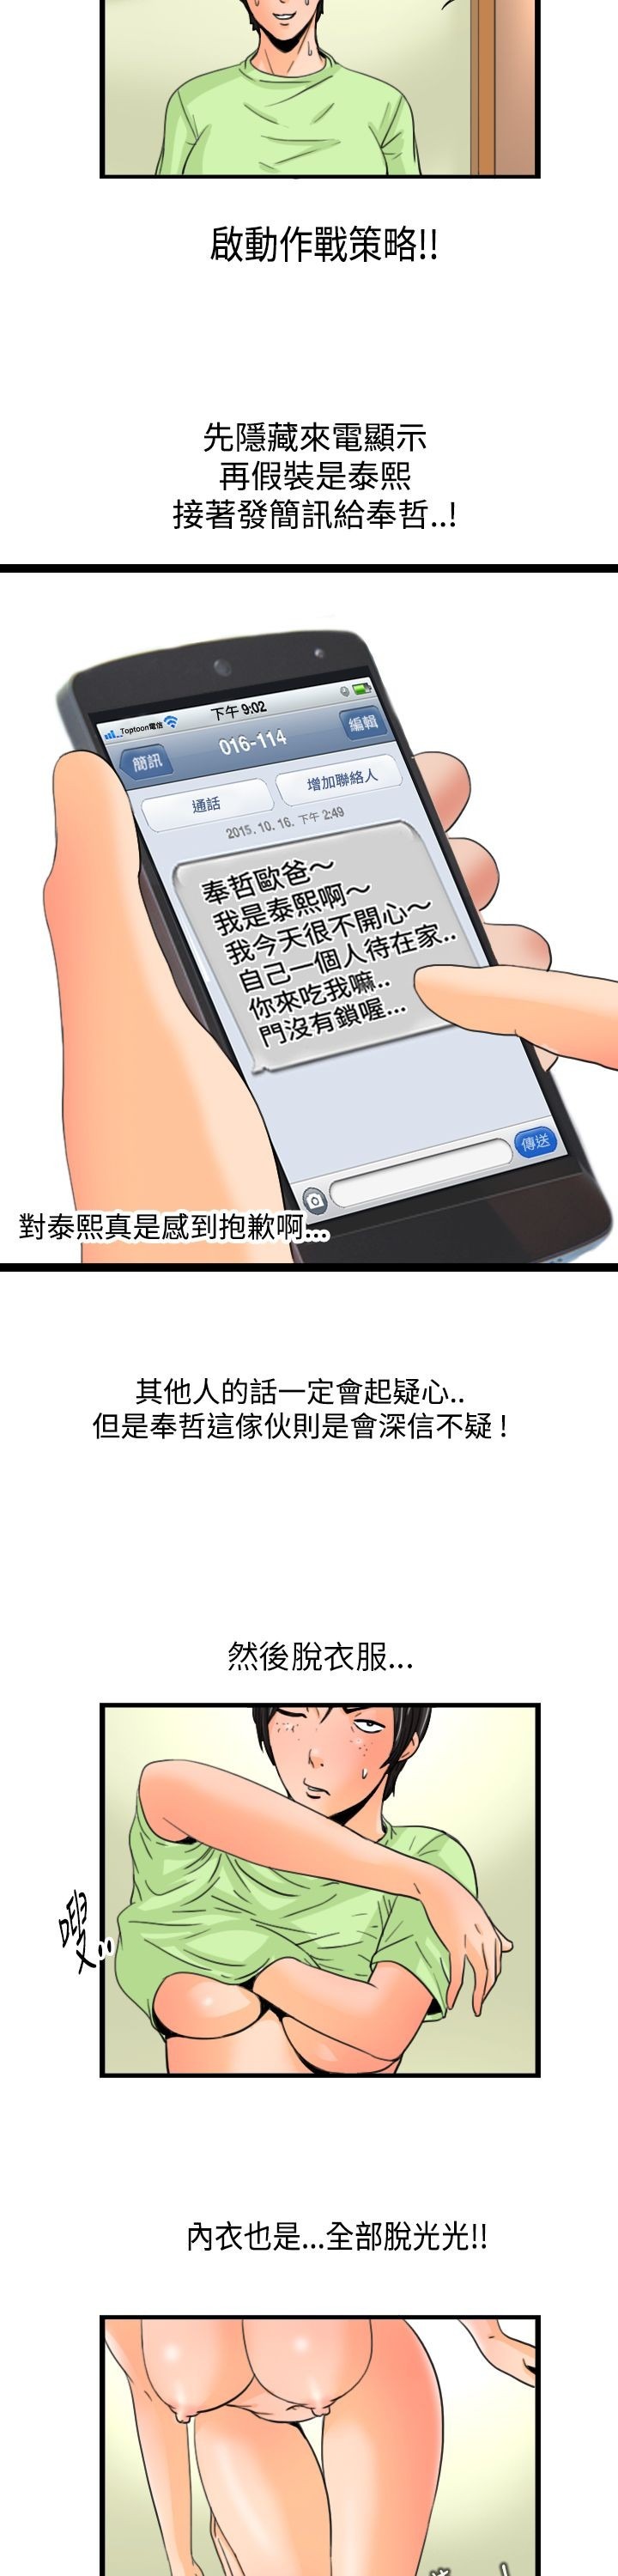 啟動作戰策略!!
先隱藏來電顯示
再假裝是泰熙
接著發簡訊給奉哲..!
Toptoon電信
下午 9:02
簡訊
016-114
編輯
通話
增加聯絡人
2015. 10. 16. 下午 2:49
奉哲歐爸～
我是泰熙啊～
我今天很不開心～
自己一個人待在家..
你來吃我嘛..
門沒有鎖喔...
傳送
對泰熙真是感到抱歉啊...
其他人的話一定會起疑心..
但是奉哲這傢伙則是會深信不疑 !
然後脫衣服...
嗖..
內衣也是...全部脫光光!!